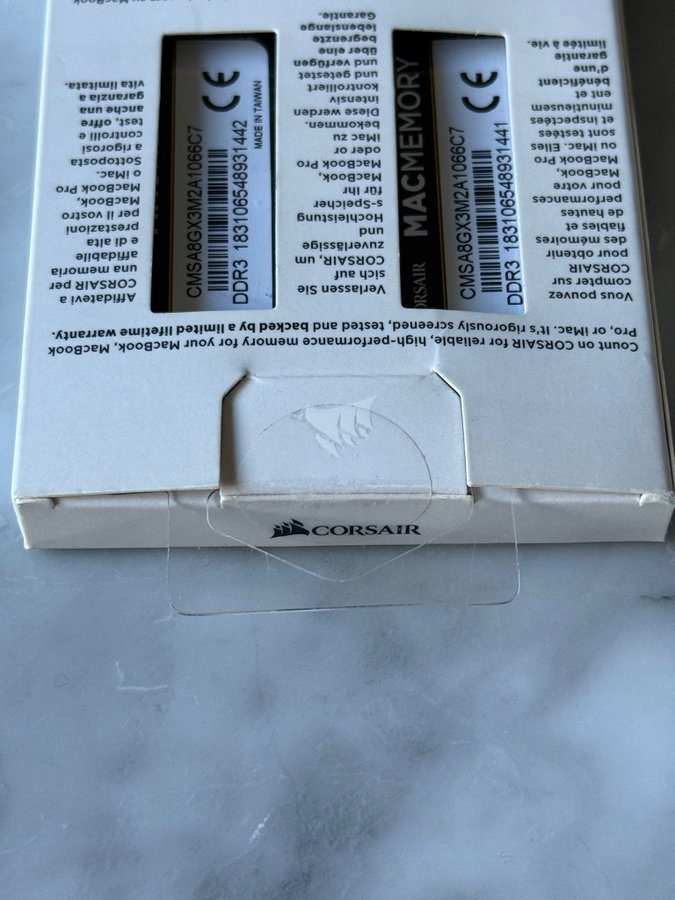 Count on CORSAIR for reliable, high-performance memory for your MacBook, MacBook
Pro, or iMac. It's rigorously screened, and tested and backed by a limited lifetime warranty.
Vous pouvez
compter sur
CORSAIR
pour obtenir
des mémoires
fiables et
de hautes
performances
pour votre
MacBook,
MacBook Pro
ou iMac. Elles
sont testées
et inspectées
minutieusem
ent et
bénéficient
d'une
garantie
limitée à vie.
MACMEMORY
CMSA8GX3M2A1066C7
DDR3 183106548931441
CE
Verlassen Sie
sich auf
CORSAIR, um
zuverlässige
und
Hochleistung
s-Speicher
für Ihr
MacBook,
MacBook Pro
oder or
iMac zu
bekommen.
Diese werden
intensiv
kontrolliert
und getestet
und verfügen
über eine
begrenzte
lebenslange
Garantie.
CMSA8GX3M2A1066C7
DDR3 183106548931442
CE
MADE IN TAIWAN
Affidatevi a
CORSAIR per
una memoria
affidabile
e di alta
prestazioni
per il vostro
MacBook,
MacBook Pro
o iMac.
Sottoposta
a rigorosi
controlli e
test, offre
anche una
garanzia a
vita limitata.
CORSAIR